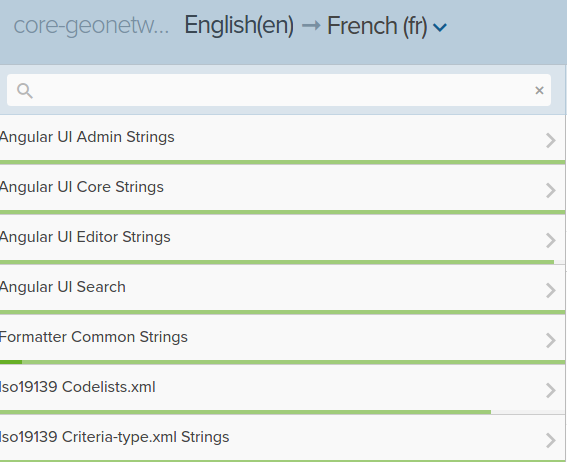 core-geonetw... English(en) → French (fr)
Angular UI Admin Strings
Angular UI Core Strings
Angular UI Editor Strings
Angular UI Search
Formatter Common Strings
Iso19139 Codelists.xml
Iso19139 Criteria-type.xml Strings